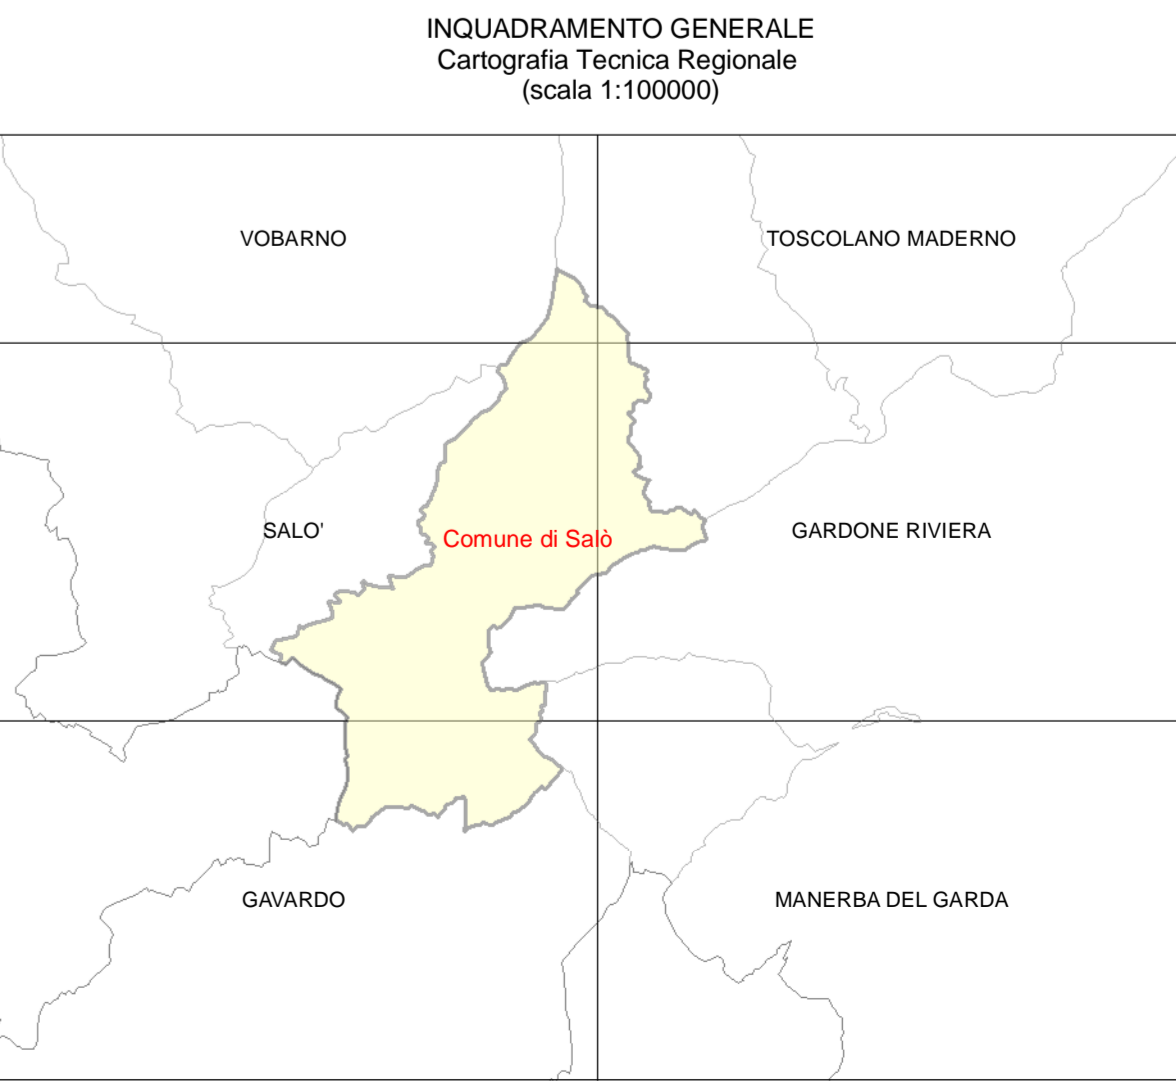 INQUADRAMENTO GENERALE
Cartografia Tecnica Regionale
(scala 1:100000)
VOBARNO
TOSCOLANO MADERNO
SALO'
Comune di Salò
GARDONE RIVIERA
GAVARDO
MANERBA DEL GARDA